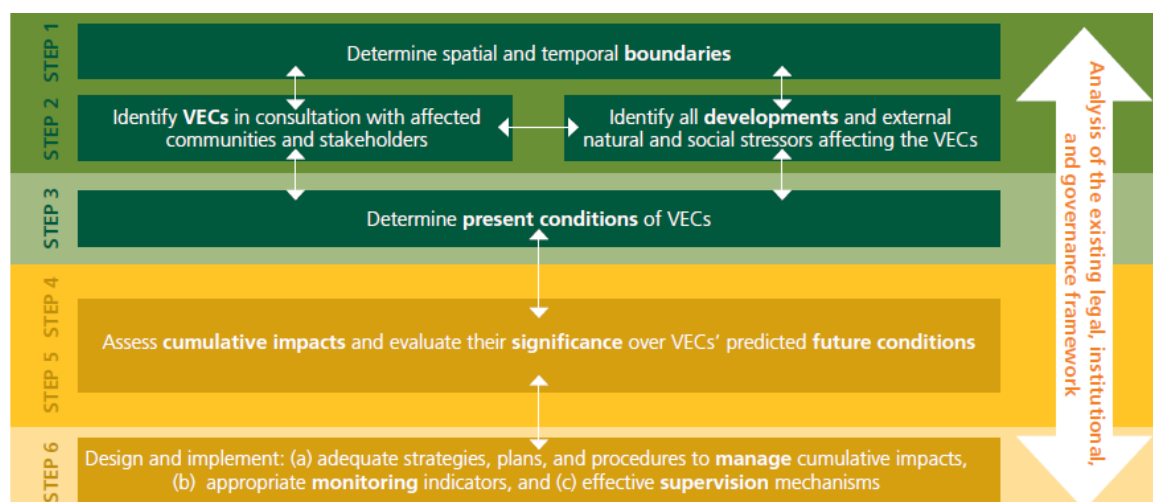 STEP 1
Determine spatial and temporal boundaries
STEP 2
Identify VECs in consultation with affected
communities and stakeholders
Identify all developments and external
natural and social stressors affecting the VECs
STEP 3
Determine present conditions of VECs
STEP 4
STEP 5
Assess cumulative impacts and evaluate their significance over VECs’ predicted future conditions
STEP 6
Design and implement: (a) adequate strategies, plans, and procedures to manage cumulative impacts,
(b) appropriate monitoring indicators, and (c) effective supervision mechanisms
Analysis of the existing legal, institutional,
and governance framework